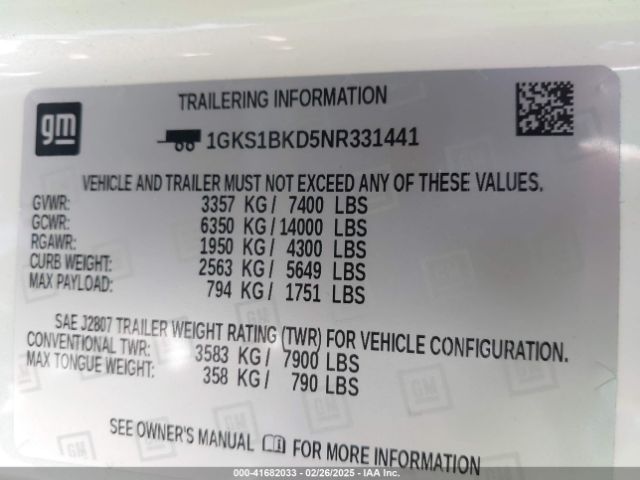 gm
TRAILERING INFORMATION
1GKS1BKD5NR331441
VEHICLE AND TRAILER MUST NOT EXCEED ANY OF THESE VALUES.
GVWR: 3357 KG / 7400 LBS
GCWR: 6350 KG / 14000 LBS
RGAWR: 1950 KG / 4300 LBS
CURB WEIGHT: 2563 KG / 5649 LBS
MAX PAYLOAD: 794 KG / 1751 LBS
SAE J2807 TRAILER WEIGHT RATING (TWR) FOR VEHICLE CONFIGURATION.
CONVENTIONAL TWR: 3583 KG / 7900 LBS
MAX TONGUE WEIGHT: 358 KG / 790 LBS
SEE OWNER'S MANUAL FOR MORE INFORMATION
000-41682033 - 02/26/2025 - IAA Inc.